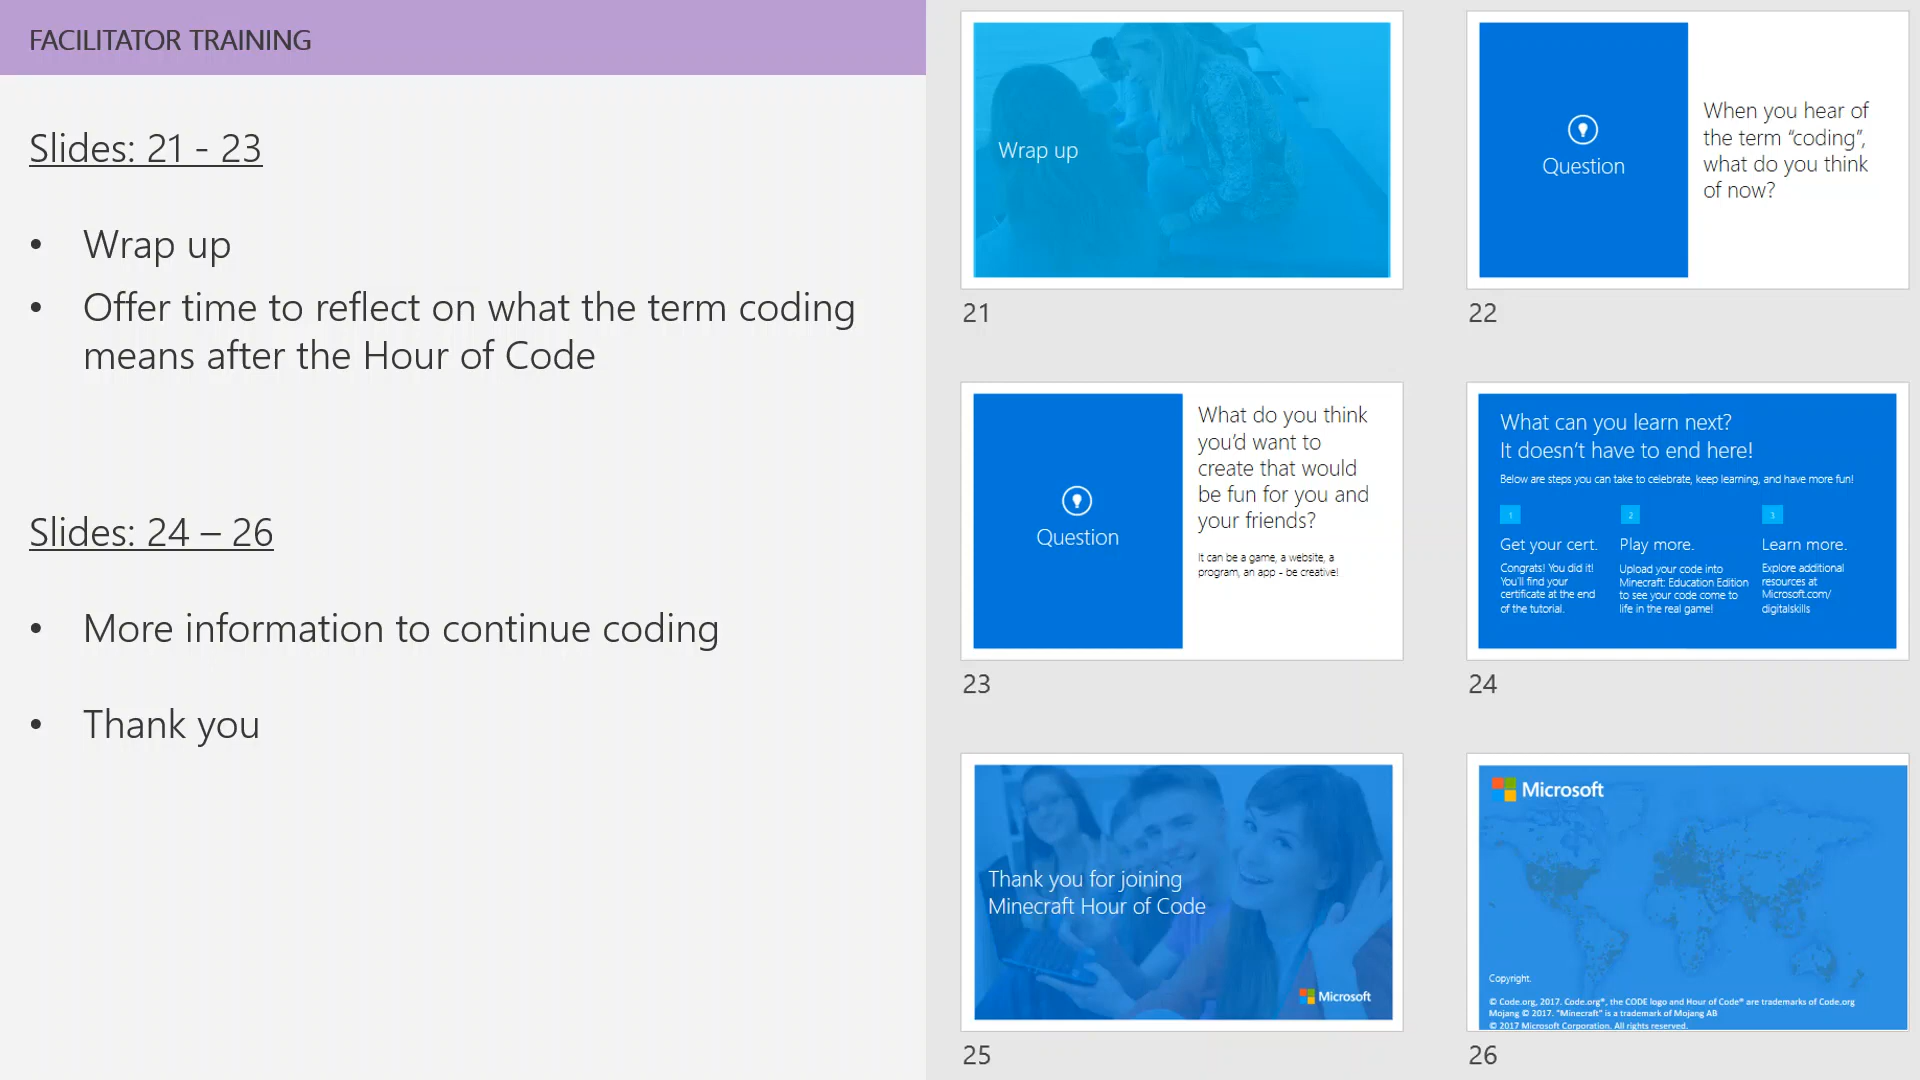 FACILITATOR TRAINING
Slides: 21 - 23
• Wrap up
• Offer time to reflect on what the term coding
means after the Hour of Code
Slides: 24 – 26
• More information to continue coding
• Thank you
Wrap up
21
Question
When you hear of
the term “coding”,
what do you think
of now?
22
Question
What do you think
you’d want to
create that would
be fun for you and
your friends?
It can be a game, a website, a
program, an app - be creative!
23
What can you learn next?
It doesn’t have to end here!
Below are steps you can take to celebrate, keep learning, and have more fun!
1
Get your cert.
Congrats! You did it!
You’ll find your
certificate at the end
of the tutorial.
2
Play more.
Upload your code into
Minecraft: Education Edition
to see your code come to
life in the real game!
3
Learn more.
Explore additional
resources at
Microsoft.com/
digitalskills
24
Thank you for joining
Minecraft Hour of Code
Microsoft
25
Microsoft
Copyright.
© Code.org, 2017. Code.org®, the CODE logo and Hour of Code® are trademarks of Code.org
Mojang © 2017. "Minecraft" is a trademark of Mojang AB
© 2017 Microsoft Corporation. All rights reserved.
26